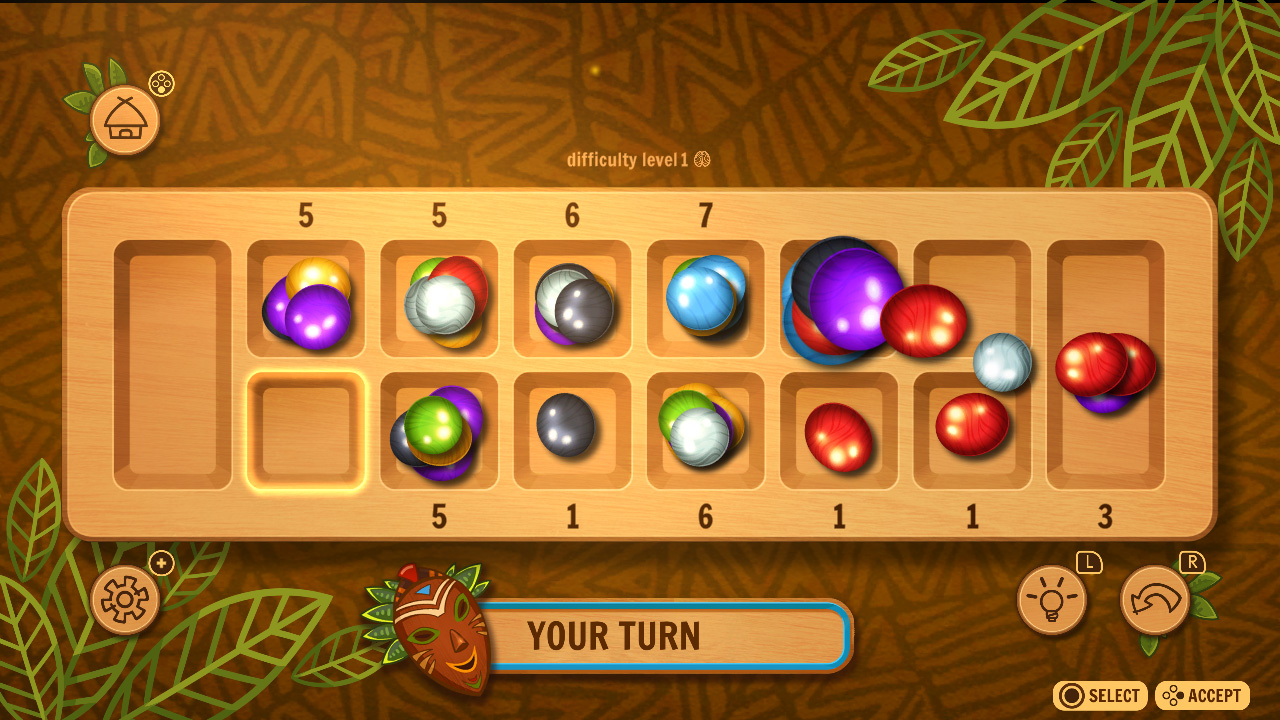 difficulty level 1
5 5 6 7
5 1 6 1 1 3
+
L
R
YOUR TURN
SELECT
ACCEPT